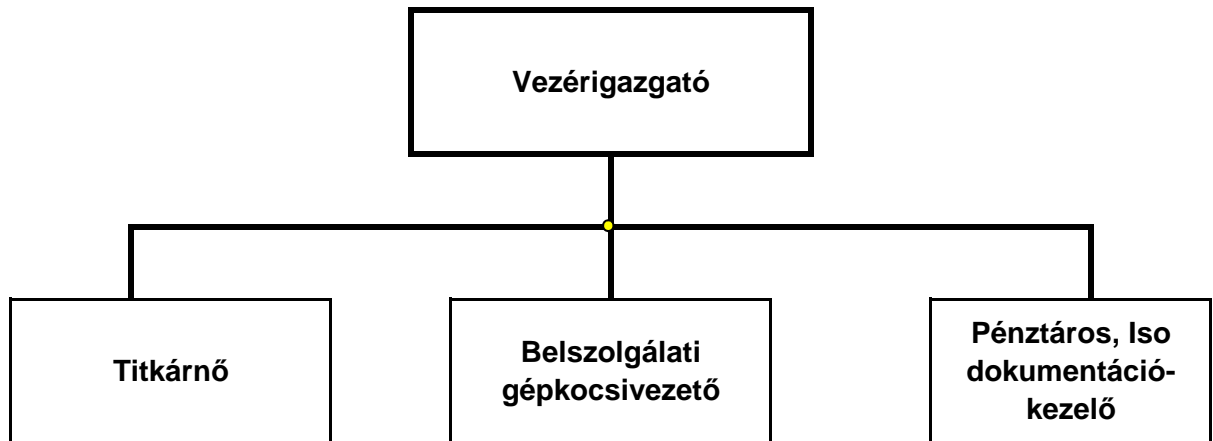 Vezérigazgató
Titkárnő
Belszolgálati
gépkocsivezető
Pénztáros, Iso
dokumentáció-
kezelő